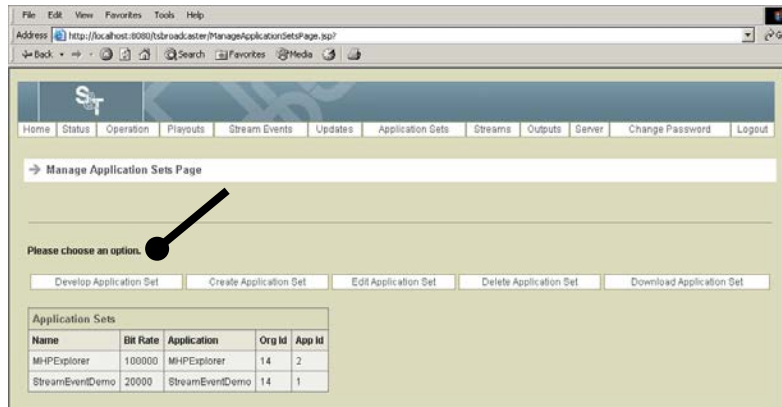 File Edit View Favorites Tools Help
Address http://localhost:8080/tsbroadcaster/ManageApplicationSetsPage.jsp?
Back Search Favorites Media
ST
Home Status Operation Playouts Stream Events Updates Application Sets Streams Outputs Server Change Password Logout
Manage Application Sets Page
Please choose an option.
Develop Application Set Create Application Set Edit Application Set Delete Application Set Download Application Set
Application Sets
Name Bit Rate Application Org Id App Id
MHPExplorer 100000 MHPExplorer 14 2
StreamEventDemo 20000 StreamEventDemo 14 1